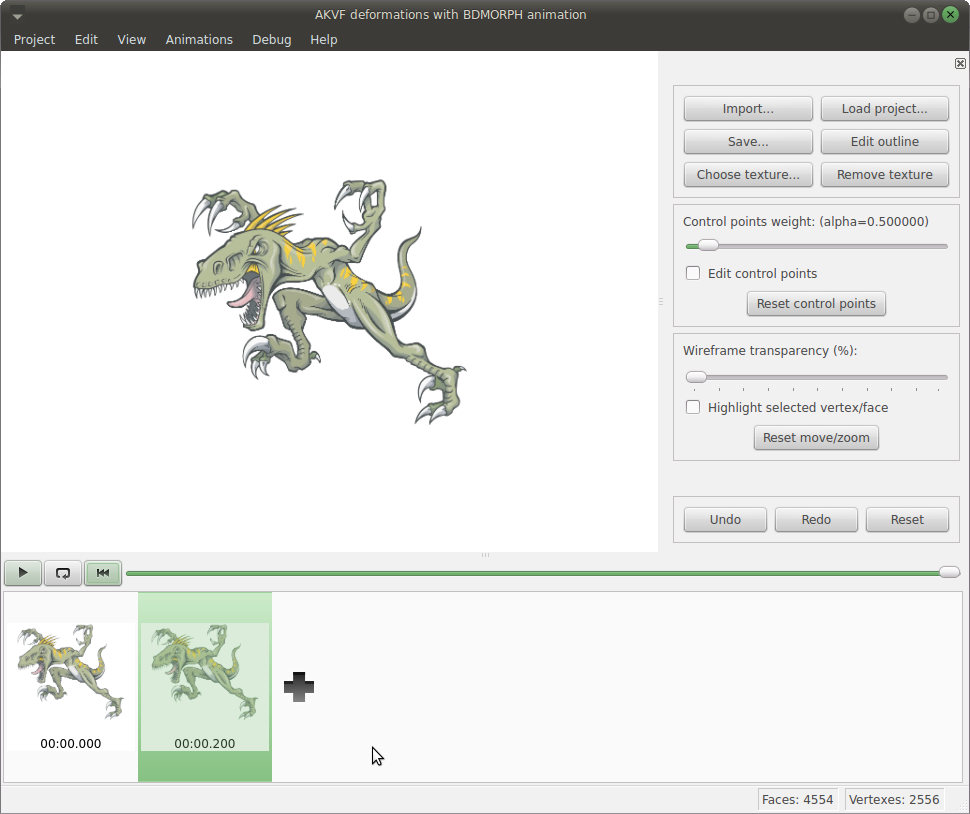 AKVF deformations with BDMORPH animation
Project Edit View Animations Debug Help
Import... Load project...
Save... Edit outline
Choose texture... Remove texture
Control points weight: (alpha=0.500000)
Edit control points
Reset control points
Wireframe transparency (%):
Highlight selected vertex/face
Reset move/zoom
Undo Redo Reset
00:00.000 00:00.200
Faces: 4554 Vertexes: 2556